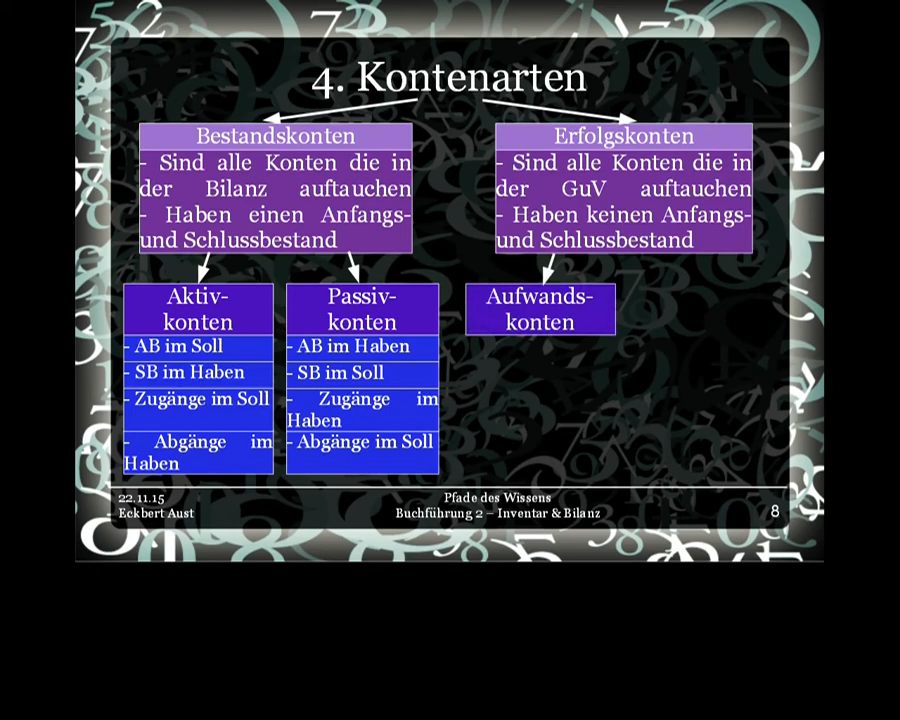 4. Kontenarten
Bestandskonten
- Sind alle Konten die in
der Bilanz auftauchen
- Haben einen Anfangs-
und Schlussbestand
Erfolgskonten
- Sind alle Konten die in
der GuV auftauchen
- Haben keinen Anfangs-
und Schlussbestand
Aktiv-
konten
- AB im Soll
- SB im Haben
- Zugänge im Soll
- Abgänge im
Haben
Passiv-
konten
- AB im Haben
- SB im Soll
- Zugänge im
Haben
- Abgänge im Soll
Aufwands-
konten
22.11.15
Eckbert Aust
Pfade des Wissens
Buchführung 2 – Inventar & Bilanz
8